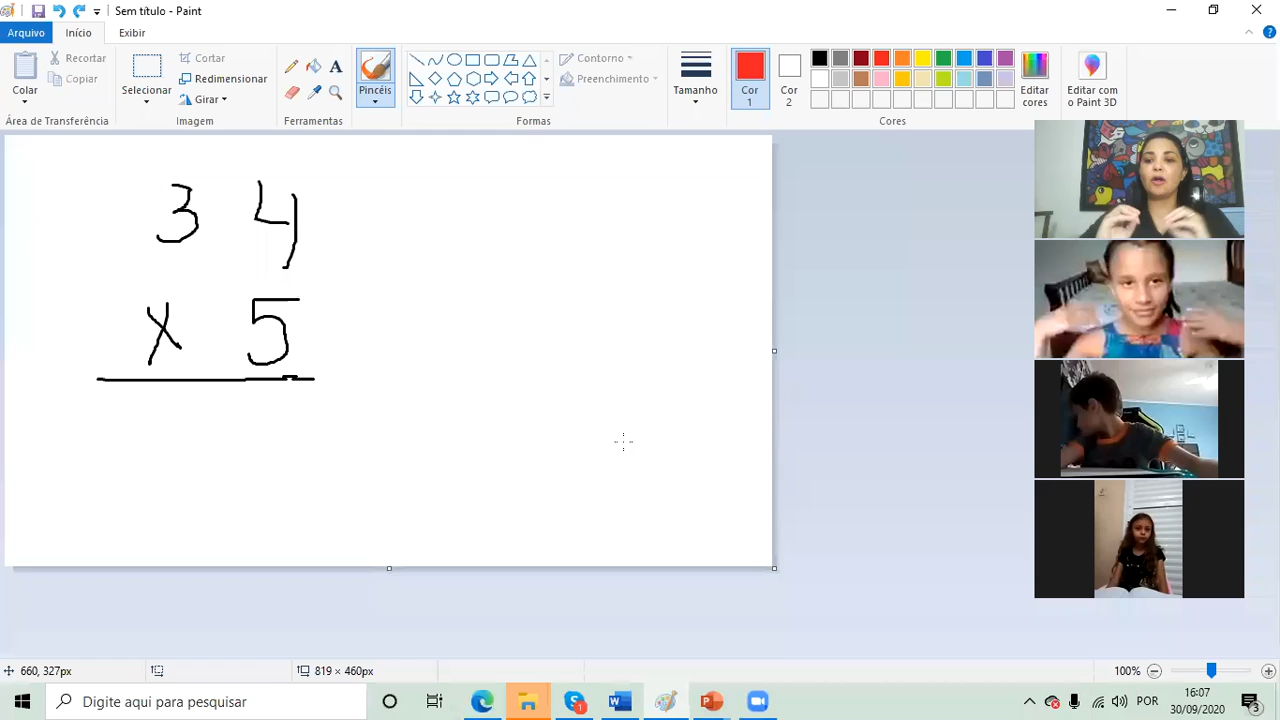 Sem título - Paint
Arquivo Início Exibir
Colar
Recortar
Copiar
Área de Transferência
Selecionar
Cortar
Redimensionar
Girar
Imagem
A
Ferramentas
Pincéis
Contorno
Preenchimento
Formas
Tamanho
Cor 1
Cor 2
Editar cores
Cores
Editar com o Paint 3D
3 4
x 5
660, 327px
819 × 460px
100%
Digite aqui para pesquisar
1
POR
16:07
30/09/2020
3